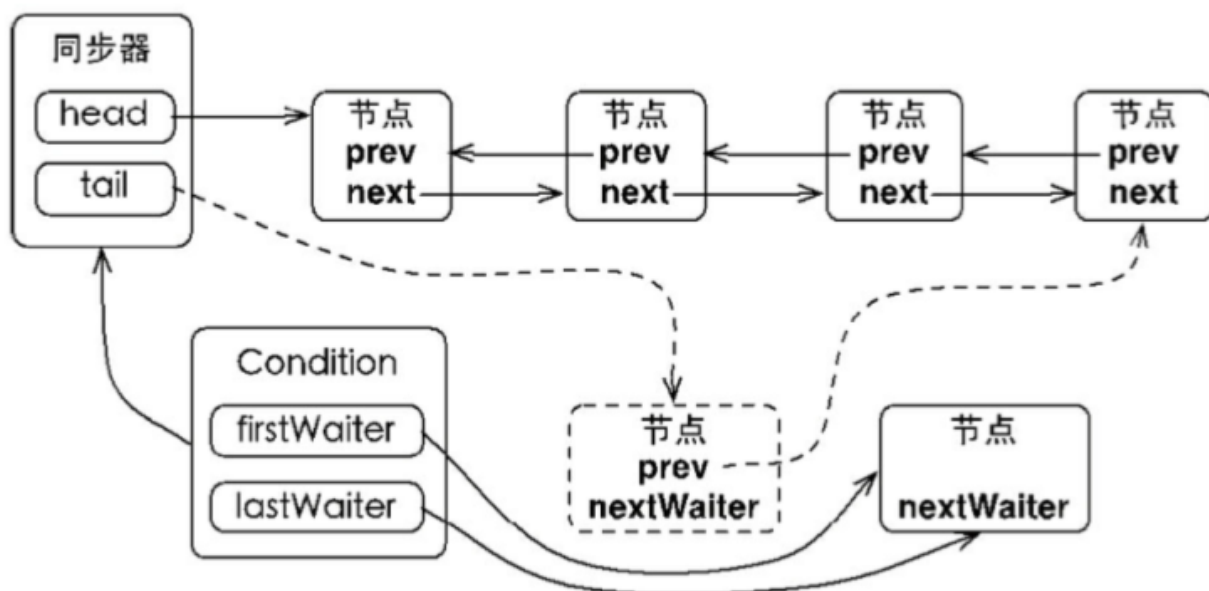 同步器
head
tail
节点
prev
next
节点
prev
next
节点
prev
next
节点
prev
next
Condition
firstWaiter
lastWaiter
节点
prev
nextWaiter
节点
nextWaiter